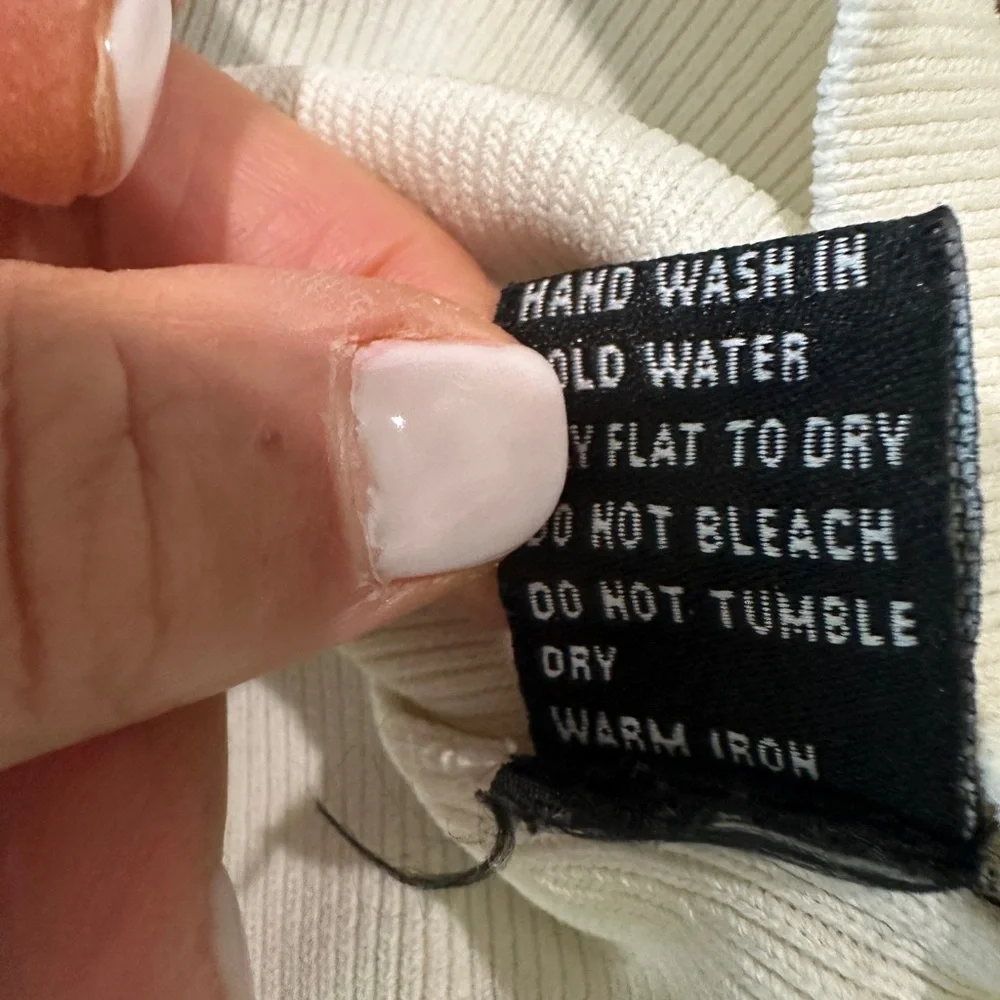 HAND WASH IN
OLD WATER
Y FLAT TO DRY
DO NOT BLEACH
DO NOT TUMBLE
DRY
WARM IRON